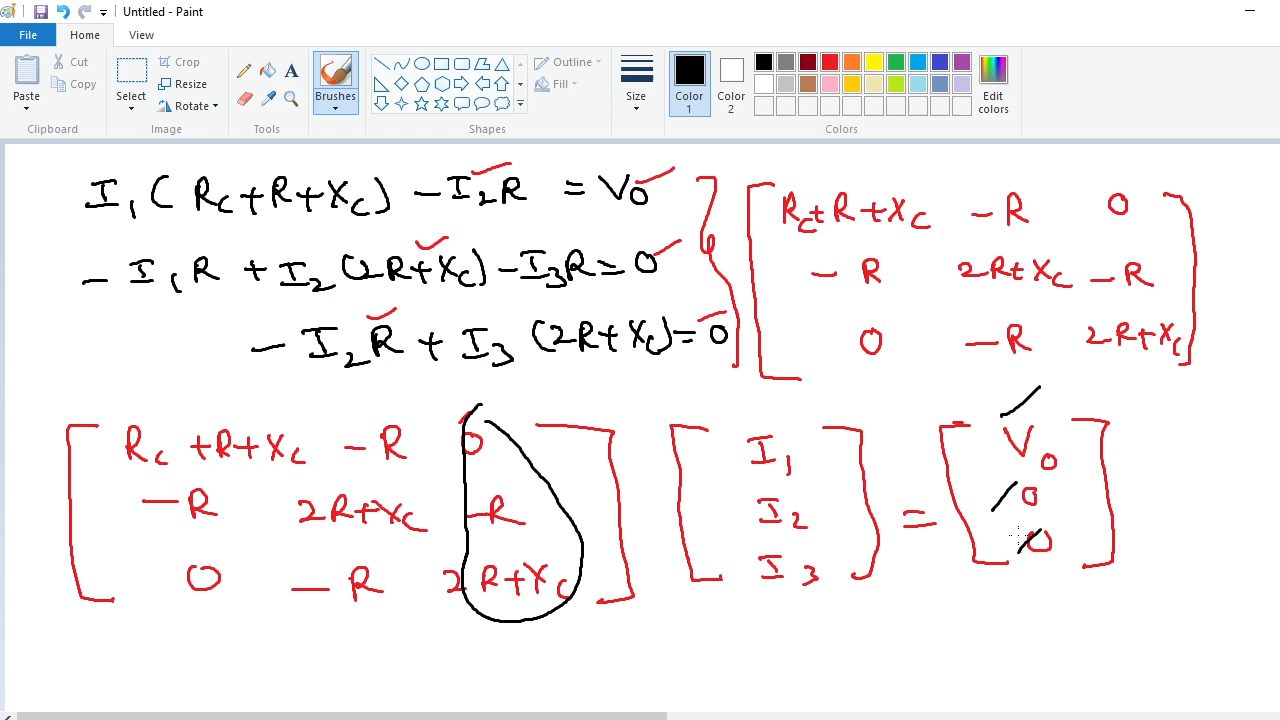 Untitled - Paint
File Home View
Paste Cut Copy Clipboard
Select Crop Resize Rotate Image
Tools
Brushes
Shapes Outline Fill
Size
Color 1 Color 2 Edit colors Colors
I₁ ( Rc + R + Xc ) - I₂R = V₀
- I₁R + I₂ (2R + Xc) - I₃R = 0
- I₂R + I₃ (2R + Xc) = 0
Rc + R + Xc - R 0
- R 2R + Xc - R
0 - R 2R + Xc
Rc + R + Xc - R 0 I₁ V₀
- R 2R + Xc - R I₂ = 0
0 - R 2R + Xc I₃ 0